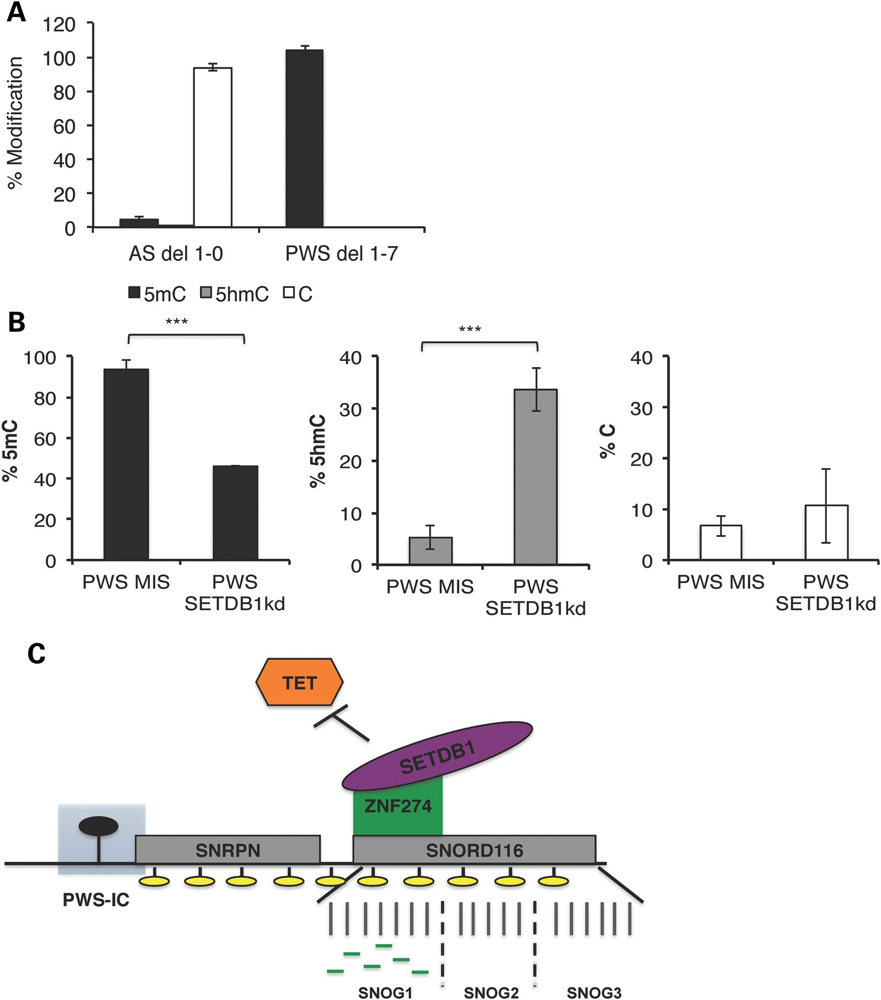 A
% Modification
120
100
80
60
40
20
0
AS del 1-0 PWS del 1-7
5mC 5hmC C
B
***
% 5mC
100
80
60
40
20
0
PWS MIS PWS
SETDB1kd
***
% 5hmC
40
30
20
10
0
PWS MIS PWS
SETDB1kd
% C
40
30
20
10
0
PWS MIS PWS
SETDB1kd
C
TET
SETDB1
ZNF274
SNRPN SNORD116
PWS-IC
SNOG1 SNOG2 SNOG3